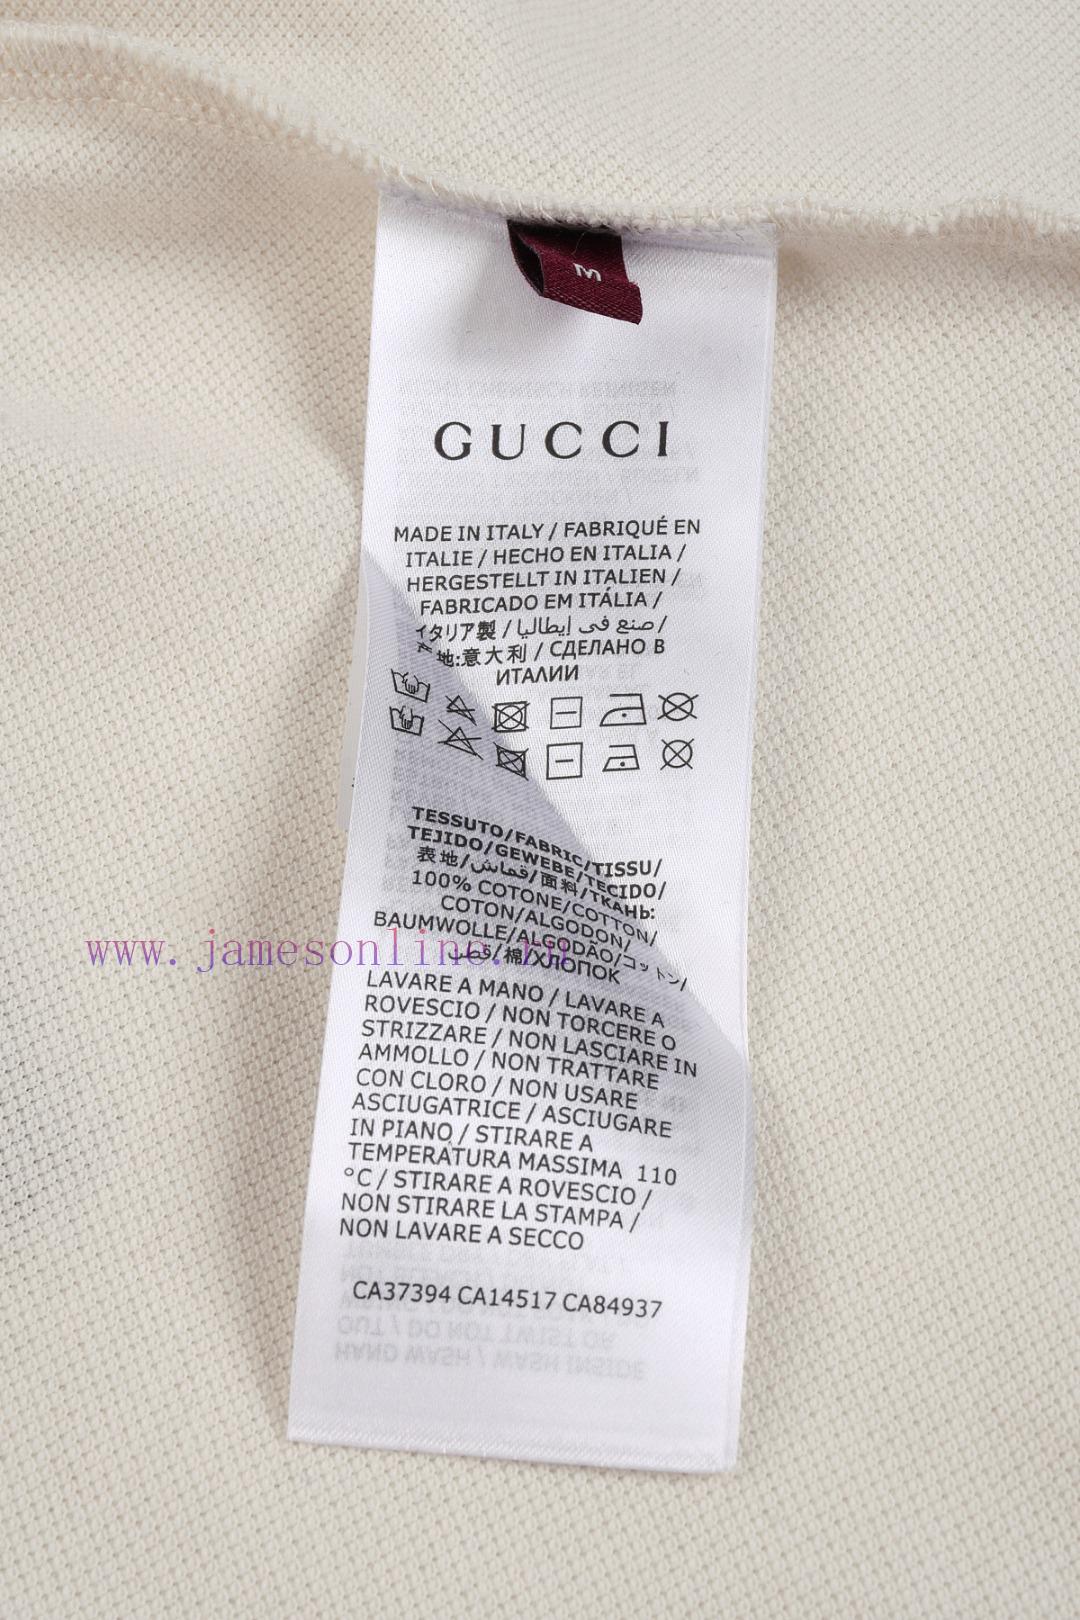 M
GUCCI
MADE IN ITALY / FABRIQUÉ EN
ITALIE / HECHO EN ITALIA /
HERGESTELLT IN ITALIEN /
FABRICADO EM ITÁLIA /
イタリア製 / صنع في إيطاليا /
产地:意大利 / СДЕЛАНО В
ИТАЛИИ
TESSUTO/FABRIC/TISSU/
TEJIDO/GEWEBE/TECIDO/
表地/قماش/面料/ТКАНЬ:
100% COTONE/COTTON/
COTON/ALGODON/
BAUMWOLLE/ALGODÃO/コットン/
قطن/棉/ХЛОПОК
www.jamesonline.ru
LAVARE A MANO / LAVARE A
ROVESCIO / NON TORCERE O
STRIZZARE / NON LASCIARE IN
AMMOLLO / NON TRATTARE
CON CLORO / NON USARE
ASCIUGATRICE / ASCIUGARE
IN PIANO / STIRARE A
TEMPERATURA MASSIMA 110
°C / STIRARE A ROVESCIO /
NON STIRARE LA STAMPA /
NON LAVARE A SECCO
CA37394 CA14517 CA84937